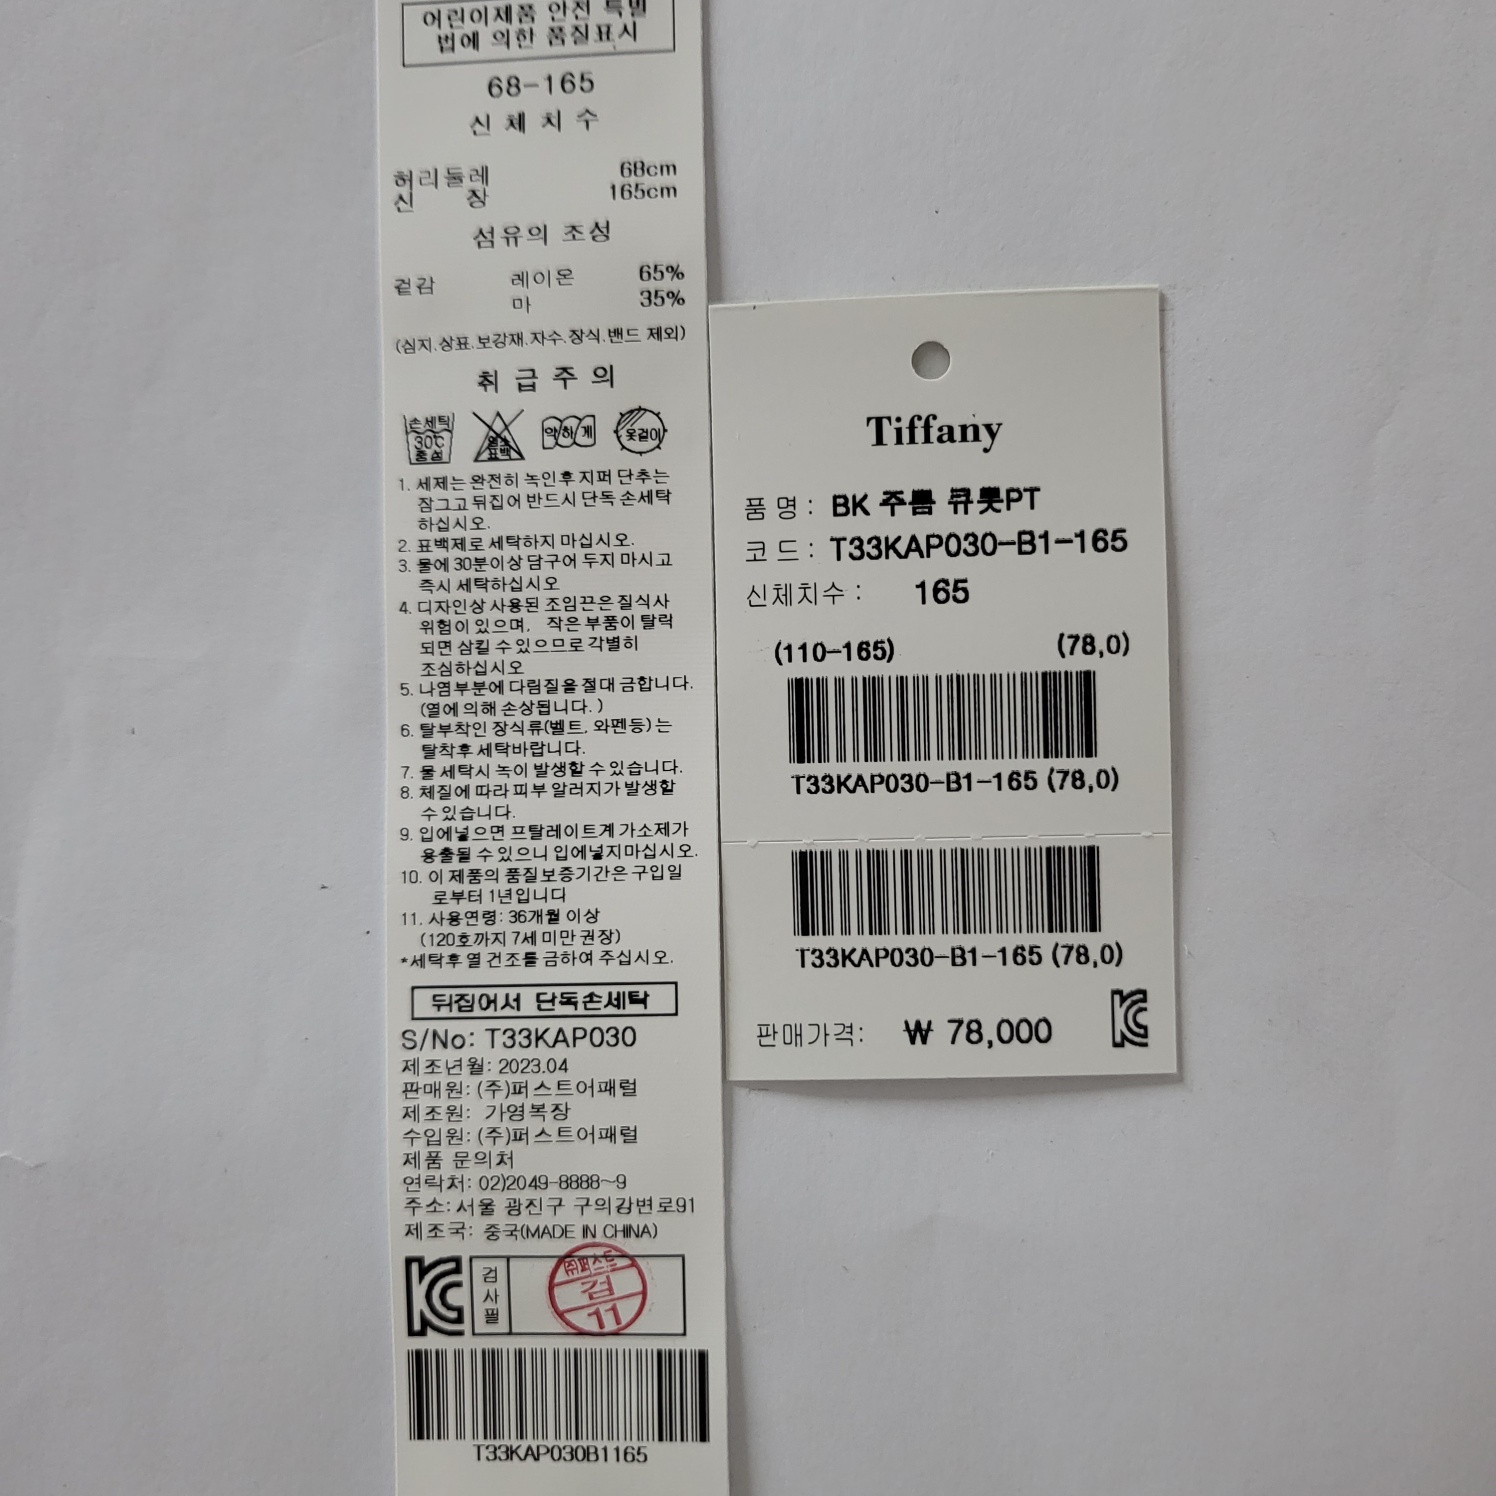 어린이제품 안전 특별
법에 의한 품질표시
68-165
신체치수
허리둘레 68cm
신 장 165cm
섬유의 조성
겉감 레이온 65%
마 35%
(심지.상표.보강재.자수.장식.밴드 제외)
취급주의
손세탁 30℃ 중성
염소 표백
약하게
옷걸이
1. 세제는 완전히 녹인후 지퍼 단추는
잠그고 뒤집어 반드시 단독 손세탁
하십시오.
2. 표백제로 세탁하지 마십시오.
3. 물에 30분이상 담구어 두지 마시고
즉시 세탁하십시오
4. 디자인상 사용된 조임끈은 질식사
위험이 있으며, 작은 부품이 탈락
되면 삼킬 수 있으므로 각별히
조심하십시오
5. 나염부분에 다림질을 절대 금합니다.
(열에 의해 손상됩니다. )
6. 탈부착인 장식류(벨트, 와펜등)는
탈착후 세탁바랍니다.
7. 물 세탁시 녹이 발생할 수 있습니다.
8. 체질에 따라 피부 알러지가 발생할
수 있습니다.
9. 입에넣으면 프탈레이트계 가소제가
용출될 수 있으니 입에넣지마십시오.
10. 이 제품의 품질보증기간은 구입일
로부터 1년입니다
11. 사용연령: 36개월 이상
(120호까지 7세 미만 권장)
*세탁후 열 건조를 금하여 주십시오.
뒤집어서 단독손세탁
S/No: T33KAP030
제조년월: 2023.04
판매원: (주)퍼스트어패럴
제조원: 가영복장
수입원: (주)퍼스트어패럴
제품 문의처
연락처: 02)2049-8888~9
주소: 서울 광진구 구의강변로91
제조국: 중국(MADE IN CHINA)
KC 검사필
㈜퍼스트
검
11
T33KAP030B1165
Tiffany
품 명 : BK 주름 큐롯PT
코 드 : T33KAP030-B1-165
신체치수 : 165
(110-165) (78,0)
T33KAP030-B1-165 (78,0)
T33KAP030-B1-165 (78,0)
판매가격: ₩ 78,000 KC